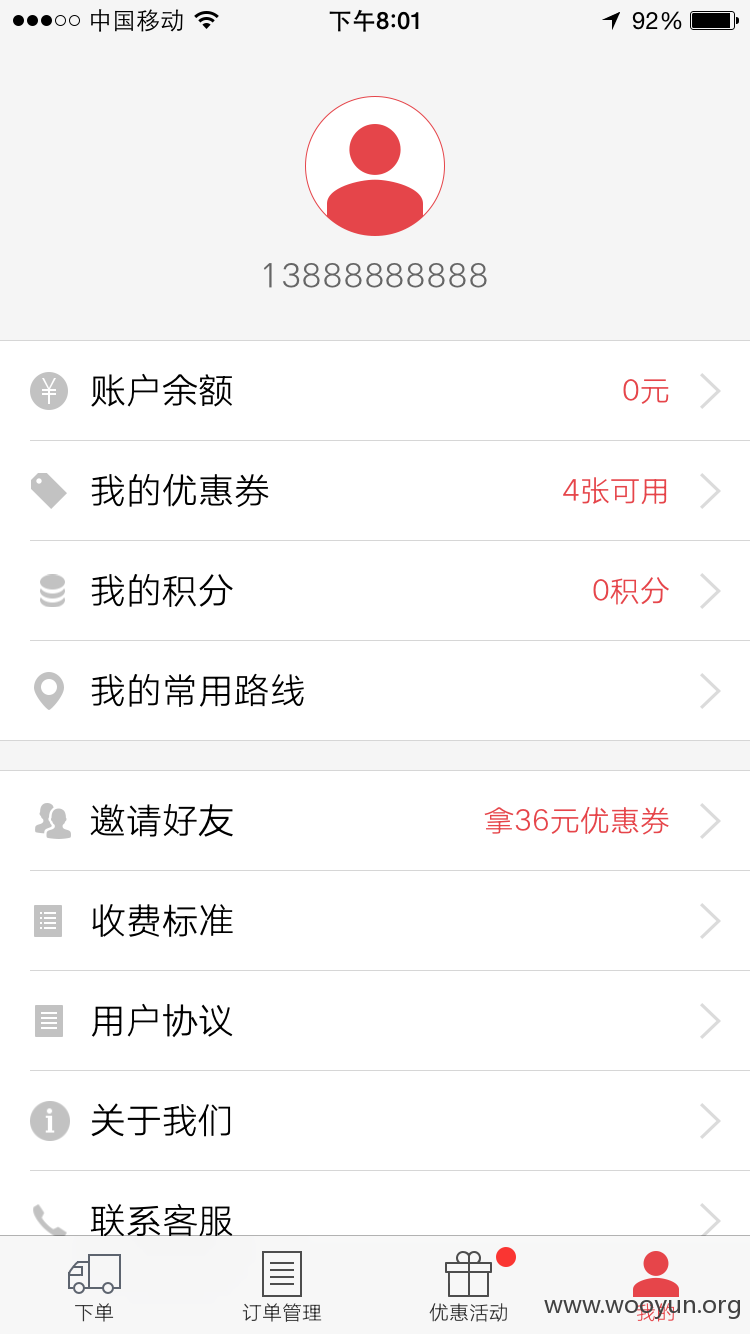 中国移动 下午8:01 92%
13888888888
账户余额 0元
我的优惠券 4张可用
我的积分 0积分
我的常用路线
邀请好友 拿36元优惠券
收费标准
用户协议
关于我们
联系客服
下单 订单管理 优惠活动 我的
www.wooyun.org